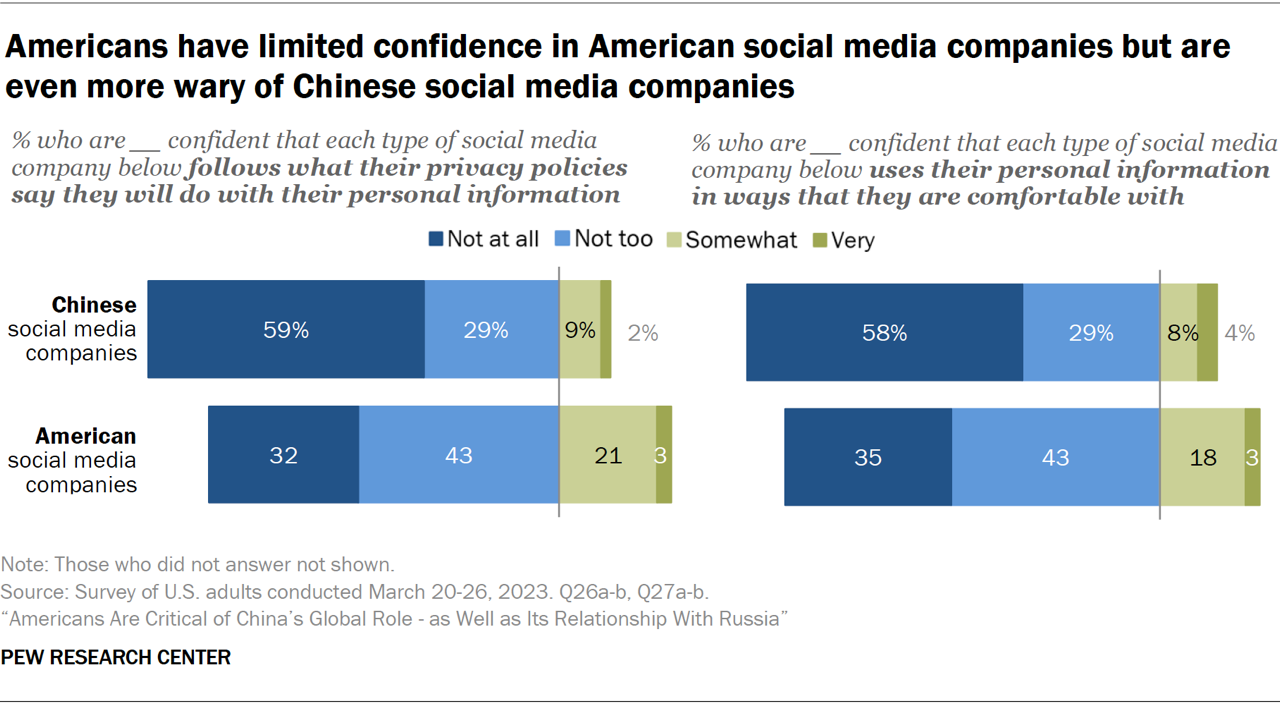 Americans have limited confidence in American social media companies but are
even more wary of Chinese social media companies
% who are __ confident that each type of social media
company below follows what their privacy policies
say they will do with their personal information
% who are __ confident that each type of social media
company below uses their personal information
in ways that they are comfortable with
Not at all Not too Somewhat Very
Chinese
social media
companies
59% 29% 9% 2%
58% 29% 8% 4%
American
social media
companies
32 43 21 3
35 43 18 3
Note: Those who did not answer not shown.
Source: Survey of U.S. adults conducted March 20-26, 2023. Q26a-b, Q27a-b.
“Americans Are Critical of China’s Global Role - as Well as Its Relationship With Russia”
PEW RESEARCH CENTER